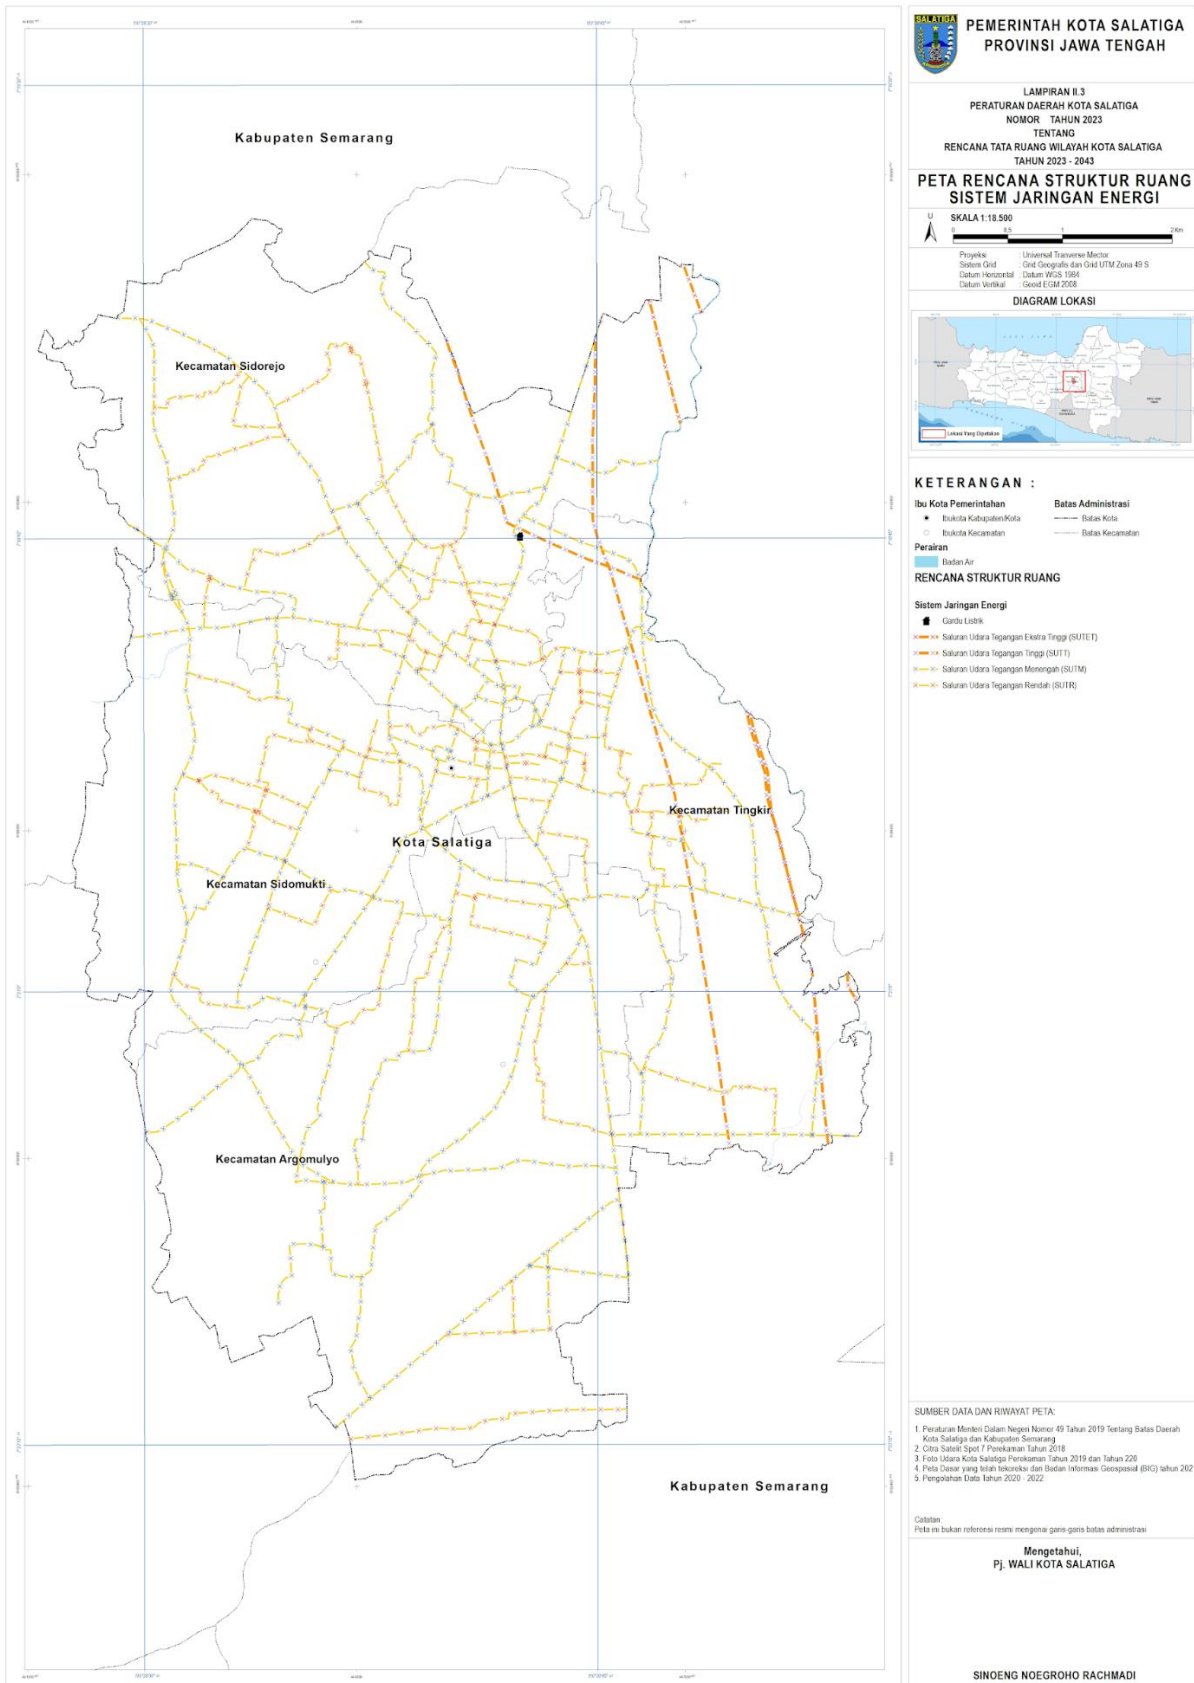 SALATIGA
PEMERINTAH KOTA SALATIGA
PROVINSI JAWA TENGAH
LAMPIRAN II.3
PERATURAN DAERAH KOTA SALATIGA
NOMOR TAHUN 2023
TENTANG
RENCANA TATA RUANG WILAYAH KOTA SALATIGA
TAHUN 2023 - 2043
PETA RENCANA STRUKTUR RUANG
SISTEM JARINGAN ENERGI
U
SKALA 1:18.500
0 0,5 1 2 Km
Proyeksi : Universal Tranverse Mector
Sistem Grid : Grid Geografis dan Grid UTM Zona 49 S
Datum Horizontal : Datum WGS 1984
Datum Vertikal : Geoid EGM 2008
DIAGRAM LOKASI
Lokasi Yang Dipetakan
KETERANGAN :
Ibu Kota Pemerintahan
Ibukota Kabupaten/Kota
Ibukota Kecamatan
Batas Administrasi
Batas Kota
Batas Kecamatan
Perairan
Badan Air
RENCANA STRUKTUR RUANG
Sistem Jaringan Energi
Gardu Listrik
Saluran Udara Tegangan Ekstra Tinggi (SUTET)
Saluran Udara Tegangan Tinggi (SUTT)
Saluran Udara Tegangan Menengah (SUTM)
Saluran Udara Tegangan Rendah (SUTR)
Kabupaten Semarang
Kecamatan Sidorejo
Kecamatan Tingkir
Kota Salatiga
Kecamatan Sidomukti
Kecamatan Argomulyo
Kabupaten Semarang
SUMBER DATA DAN RIWAYAT PETA:
1. Peraturan Menteri Dalam Negeri Nomor 49 Tahun 2019 Tentang Batas Daerah
Kota Salatiga dan Kabupaten Semarang
2. Citra Satelit Spot 7 Perekaman Tahun 2018
3. Foto Udara Kota Salatiga Perekaman Tahun 2019 dan Tahun 220
4. Peta Dasar yang telah tekoreksi dari Badan Informasi Geospasial (BIG) tahun 202
5. Pengolahan Data Tahun 2020 - 2022
Catatan:
Peta ini bukan referensi resmi mengenai garis-garis batas administrasi
Mengetahui,
Pj. WALI KOTA SALATIGA
SINOENG NOEGROHO RACHMADI